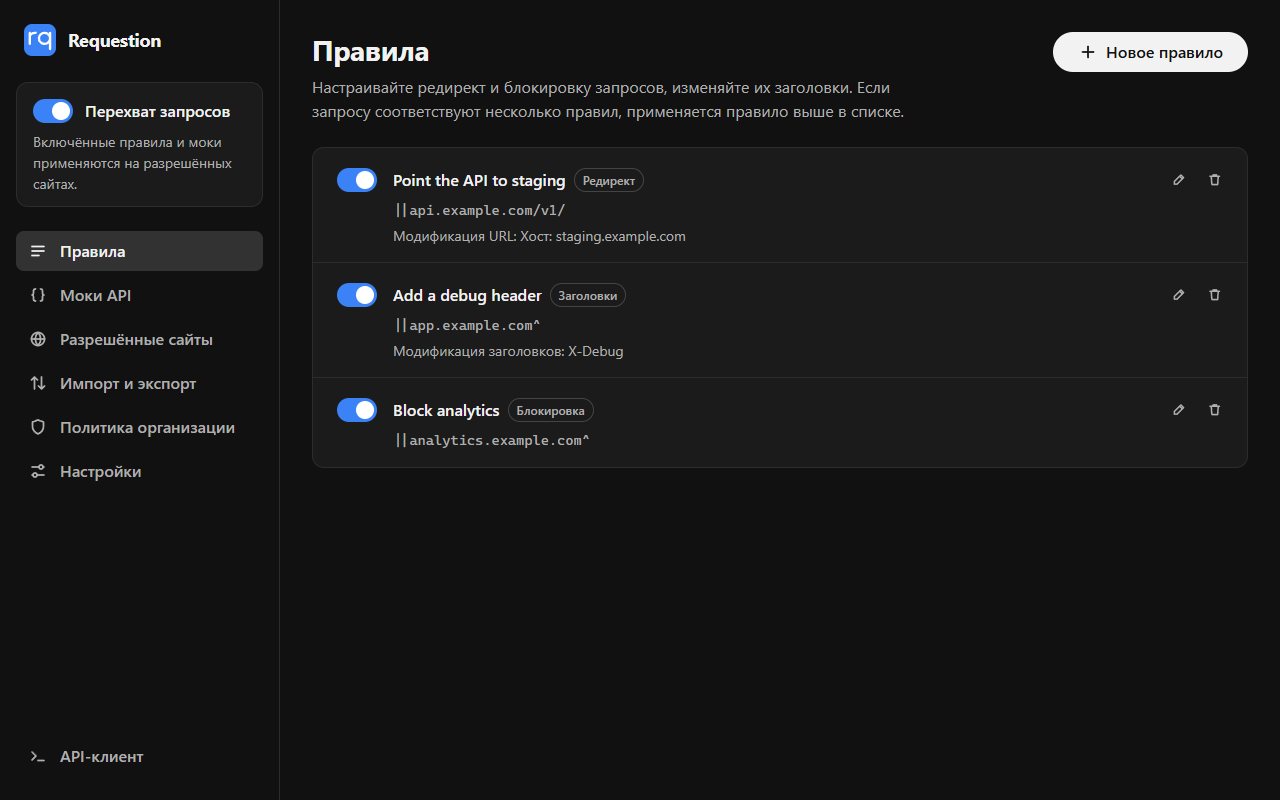 rq Requestion
Перехват запросов
Включённые правила и моки
применяются на разрешённых
сайтах.
Правила
Моки API
Разрешённые сайты
Импорт и экспорт
Политика организации
Настройки
API-клиент
Правила
Новое правило
Настраивайте редирект и блокировку запросов, изменяйте их заголовки. Если
запросу соответствуют несколько правил, применяется правило выше в списке.
Point the API to staging Редирект
||api.example.com/v1/
Модификация URL: Хост: staging.example.com
Add a debug header Заголовки
||app.example.com^
Модификация заголовков: X-Debug
Block analytics Блокировка
||analytics.example.com^